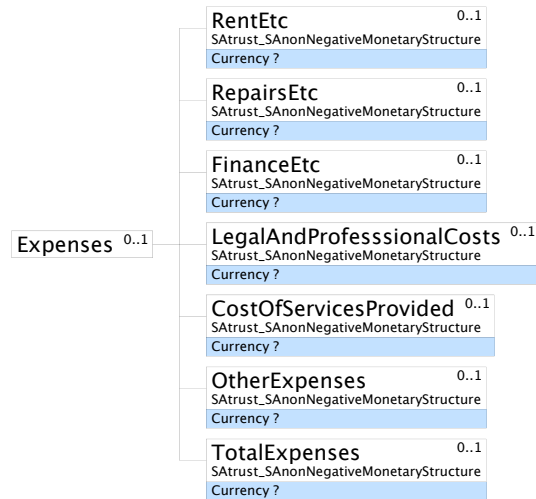 RentEtc 0..1
SAtrust_SAnonNegativeMonetaryStructure
Currency ?
RepairsEtc 0..1
SAtrust_SAnonNegativeMonetaryStructure
Currency ?
FinanceEtc 0..1
SAtrust_SAnonNegativeMonetaryStructure
Currency ?
Expenses 0..1
LegalAndProfesssionalCosts 0..1
SAtrust_SAnonNegativeMonetaryStructure
Currency ?
CostOfServicesProvided 0..1
SAtrust_SAnonNegativeMonetaryStructure
Currency ?
OtherExpenses 0..1
SAtrust_SAnonNegativeMonetaryStructure
Currency ?
TotalExpenses 0..1
SAtrust_SAnonNegativeMonetaryStructure
Currency ?